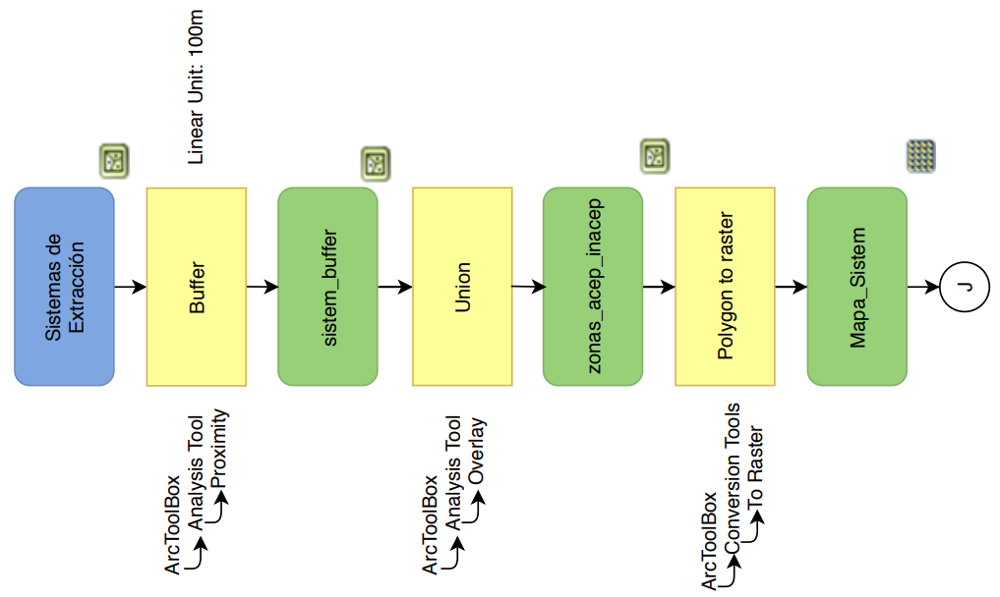 Sistemas de
Extracción
Linear Unit: 100m
Buffer
ArcToolBox
Analysis Tool
Proximity
sistem_buffer
Union
ArcToolBox
Analysis Tool
Overlay
zonas_acep_inacep
Polygon to raster
ArcToolBox
Conversion Tools
To Raster
Mapa_Sistem
J